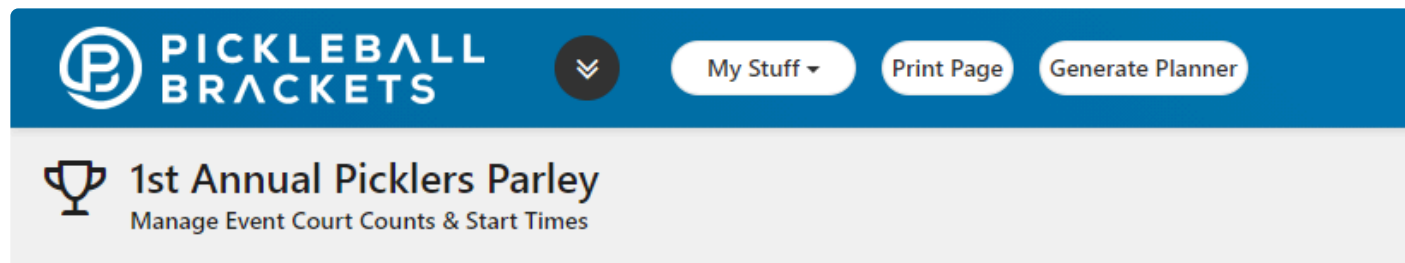 PICKLEBALL
BRACKETS
My Stuff
Print Page
Generate Planner
1st Annual Picklers Parley
Manage Event Court Counts & Start Times